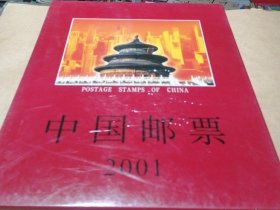 POSTAGE STAMPS OF CHINA
中国邮票
2001